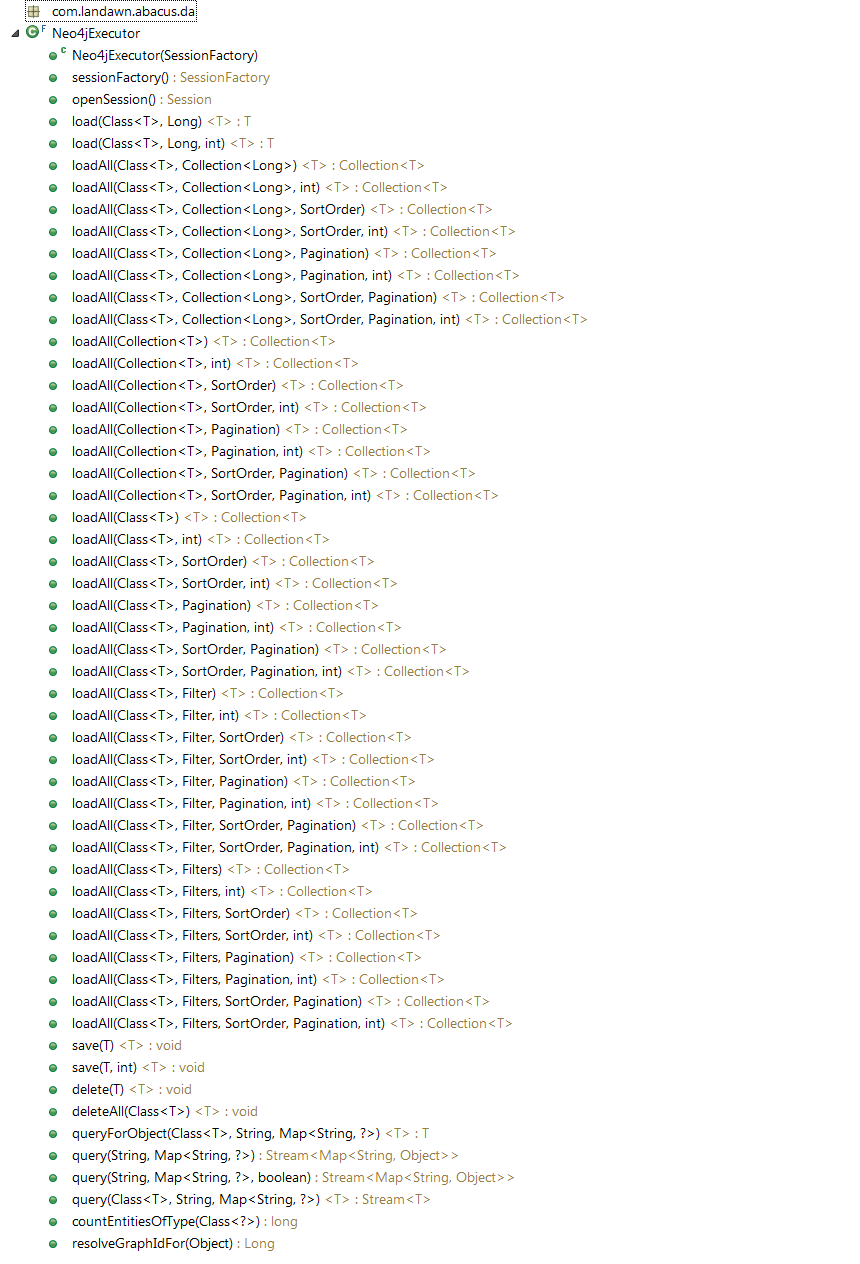 com.landawn.abacus.da
Neo4jExecutor
Neo4jExecutor(SessionFactory)
sessionFactory() : SessionFactory
openSession() : Session
load(Class<T>, Long) <T> : T
load(Class<T>, Long, int) <T> : T
loadAll(Class<T>, Collection<Long>) <T> : Collection<T>
loadAll(Class<T>, Collection<Long>, int) <T> : Collection<T>
loadAll(Class<T>, Collection<Long>, SortOrder) <T> : Collection<T>
loadAll(Class<T>, Collection<Long>, SortOrder, int) <T> : Collection<T>
loadAll(Class<T>, Collection<Long>, Pagination) <T> : Collection<T>
loadAll(Class<T>, Collection<Long>, Pagination, int) <T> : Collection<T>
loadAll(Class<T>, Collection<Long>, SortOrder, Pagination) <T> : Collection<T>
loadAll(Class<T>, Collection<Long>, SortOrder, Pagination, int) <T> : Collection<T>
loadAll(Collection<T>) <T> : Collection<T>
loadAll(Collection<T>, int) <T> : Collection<T>
loadAll(Collection<T>, SortOrder) <T> : Collection<T>
loadAll(Collection<T>, SortOrder, int) <T> : Collection<T>
loadAll(Collection<T>, Pagination) <T> : Collection<T>
loadAll(Collection<T>, Pagination, int) <T> : Collection<T>
loadAll(Collection<T>, SortOrder, Pagination) <T> : Collection<T>
loadAll(Collection<T>, SortOrder, Pagination, int) <T> : Collection<T>
loadAll(Class<T>) <T> : Collection<T>
loadAll(Class<T>, int) <T> : Collection<T>
loadAll(Class<T>, SortOrder) <T> : Collection<T>
loadAll(Class<T>, SortOrder, int) <T> : Collection<T>
loadAll(Class<T>, Pagination) <T> : Collection<T>
loadAll(Class<T>, Pagination, int) <T> : Collection<T>
loadAll(Class<T>, SortOrder, Pagination) <T> : Collection<T>
loadAll(Class<T>, SortOrder, Pagination, int) <T> : Collection<T>
loadAll(Class<T>, Filter) <T> : Collection<T>
loadAll(Class<T>, Filter, int) <T> : Collection<T>
loadAll(Class<T>, Filter, SortOrder) <T> : Collection<T>
loadAll(Class<T>, Filter, SortOrder, int) <T> : Collection<T>
loadAll(Class<T>, Filter, Pagination) <T> : Collection<T>
loadAll(Class<T>, Filter, Pagination, int) <T> : Collection<T>
loadAll(Class<T>, Filter, SortOrder, Pagination) <T> : Collection<T>
loadAll(Class<T>, Filter, SortOrder, Pagination, int) <T> : Collection<T>
loadAll(Class<T>, Filters) <T> : Collection<T>
loadAll(Class<T>, Filters, int) <T> : Collection<T>
loadAll(Class<T>, Filters, SortOrder) <T> : Collection<T>
loadAll(Class<T>, Filters, SortOrder, int) <T> : Collection<T>
loadAll(Class<T>, Filters, Pagination) <T> : Collection<T>
loadAll(Class<T>, Filters, Pagination, int) <T> : Collection<T>
loadAll(Class<T>, Filters, SortOrder, Pagination) <T> : Collection<T>
loadAll(Class<T>, Filters, SortOrder, Pagination, int) <T> : Collection<T>
save(T) <T> : void
save(T, int) <T> : void
delete(T) <T> : void
deleteAll(Class<T>) <T> : void
queryForObject(Class<T>, String, Map<String, ?>) <T> : T
query(String, Map<String, ?>) : Stream<Map<String, Object>>
query(String, Map<String, ?>, boolean) : Stream<Map<String, Object>>
query(Class<T>, String, Map<String, ?>) <T> : Stream<T>
countEntitiesOfType(Class<?>) : long
resolveGraphIdFor(Object) : Long